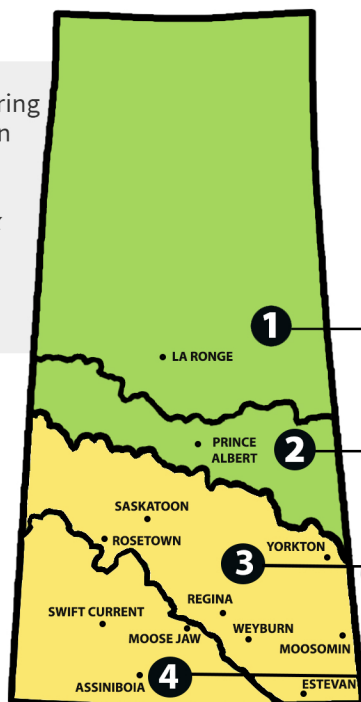 ring
n
1
LA RONGE
2
PRINCE
ALBERT
SASKATOON
ROSETOWN
YORKTON
3
REGINA
SWIFT CURRENT
MOOSE JAW
WEYBURN
MOOSOMIN
4
ASSINIBOIA
ESTEVAN